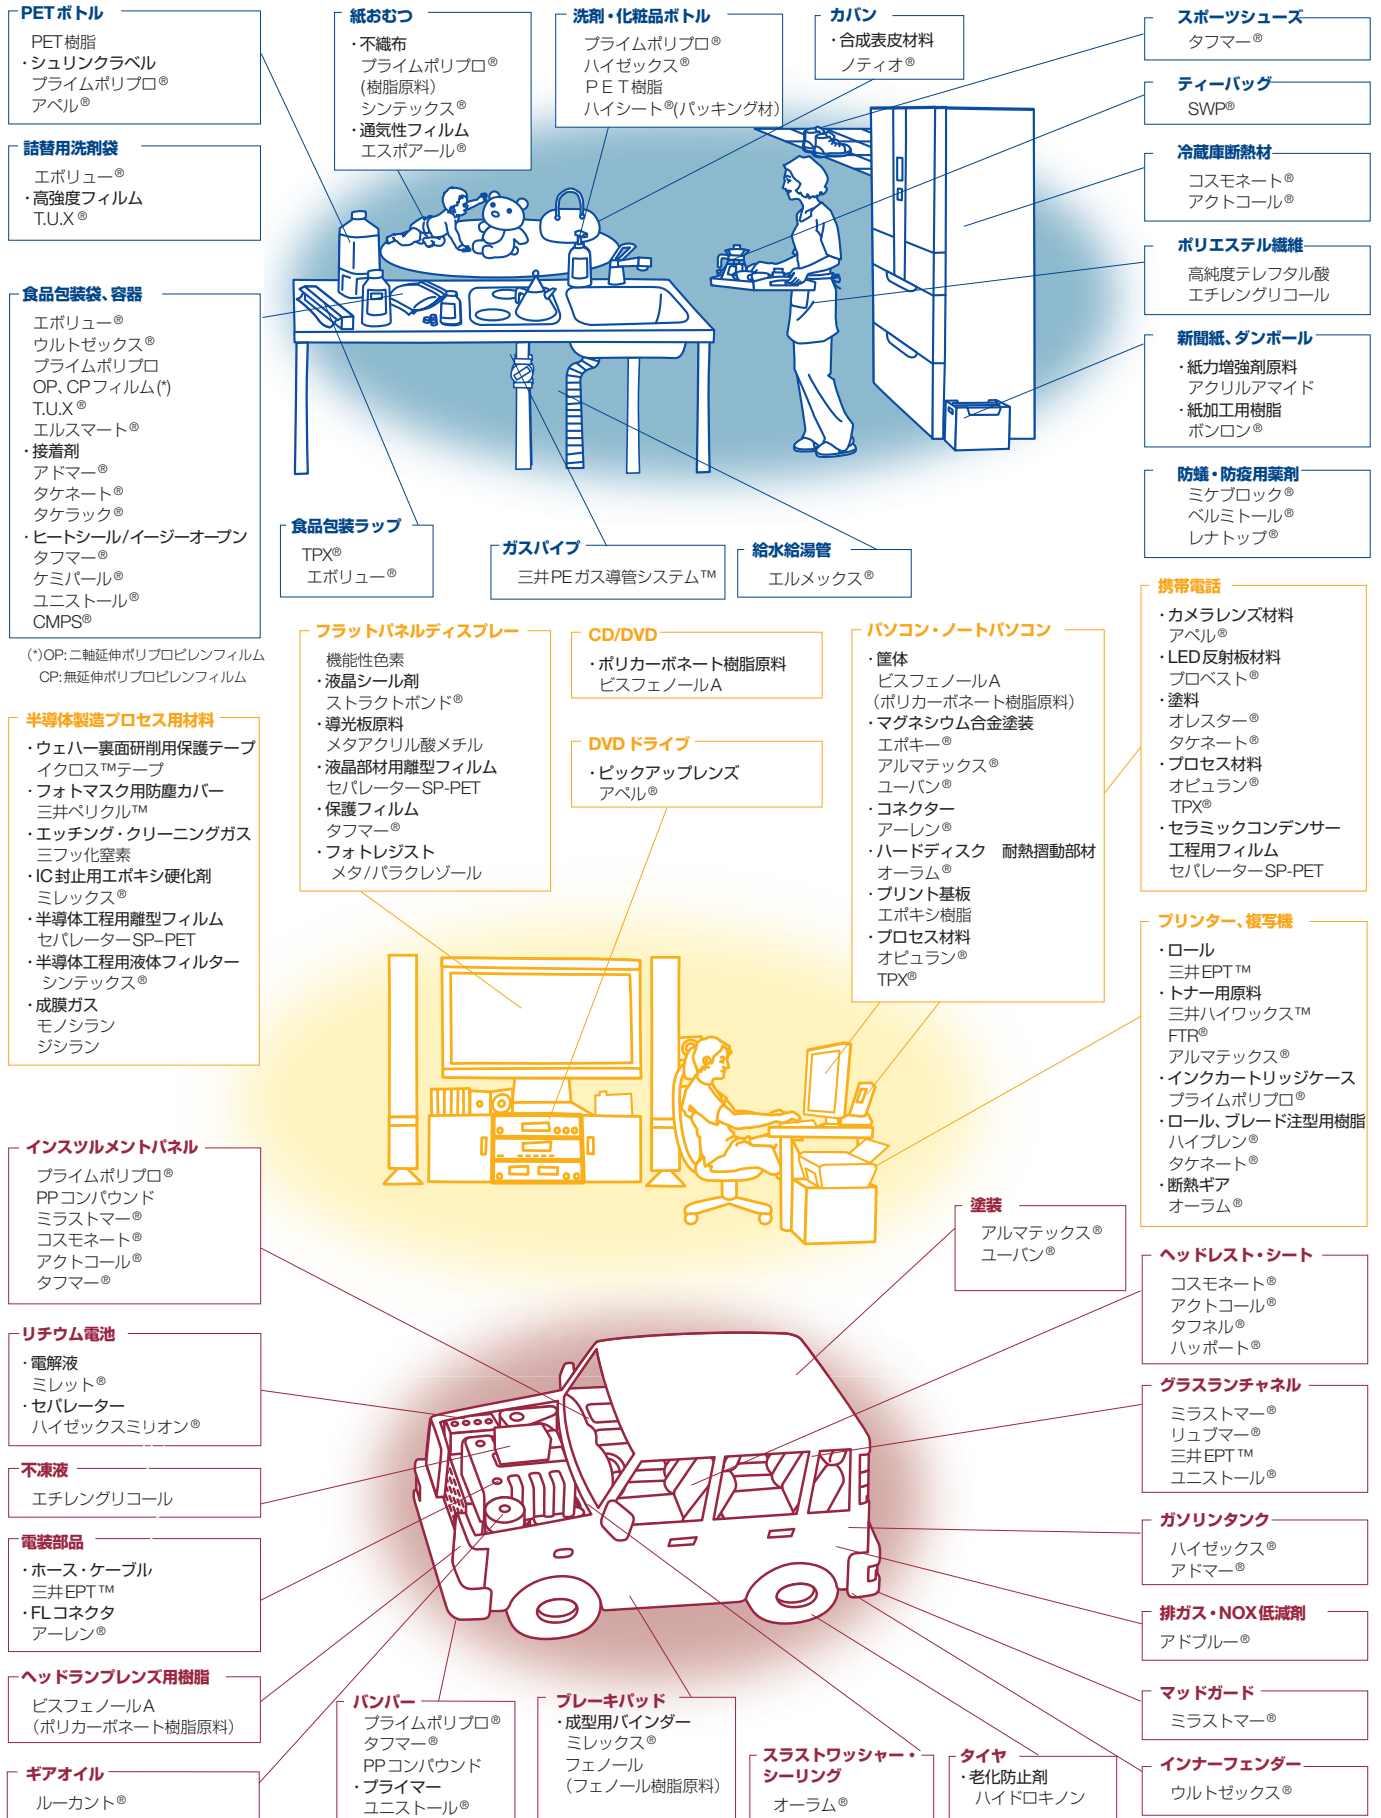 PETボトル
PET樹脂
・シュリンクラベル
プライムポリプロ®
アペル®
詰替用洗剤袋
エボリュー®
・高強度フィルム
T.U.X®
食品包装袋、容器
エボリュー®
ウルトゼックス®
プライムポリプロ
OP、CPフィルム(*)
T.U.X®
エルスマート®
・接着剤
アドマー®
タケネート®
タケラック®
・ヒートシール/イージーオープン
タフマー®
ケミパール®
ユニストール®
CMPS®
(*)OP:二軸延伸ポリプロピレンフィルム
CP:無延伸ポリプロピレンフィルム
紙おむつ
・不織布
プライムポリプロ®
(樹脂原料)
シンテックス®
・通気性フィルム
エスポアール®
洗剤・化粧品ボトル
プライムポリプロ®
ハイゼックス®
PET樹脂
ハイシート®(パッキング材)
カバン
・合成表皮材料
ノティオ®
スポーツシューズ
タフマー®
ティーバッグ
SWP®
冷蔵庫断熱材
コスモネート®
アクトコール®
ポリエステル繊維
高純度テレフタル酸
エチレングリコール
新聞紙、ダンボール
・紙力増強剤原料
アクリルアマイド
・紙加工用樹脂
ボンロン®
防蟻・防疫用薬剤
ミケブロック®
ベルミトール®
レナトップ®
食品包装ラップ
TPX®
エボリュー®
ガスパイプ
三井PEガス導管システム™
給水給湯管
エルメックス®
半導体製造プロセス用材料
・ウェハー裏面研削用保護テープ
イクロス™テープ
・フォトマスク用防塵カバー
三井ペリクル™
・エッチング・クリーニングガス
三フッ化窒素
・IC封止用エポキシ硬化剤
ミレックス®
・半導体工程用離型フィルム
セパレーターSP-PET
・半導体工程用液体フィルター
シンテックス®
・成膜ガス
モノシラン
ジシラン
フラットパネルディスプレー
機能性色素
・液晶シール剤
ストラクトボンド®
・導光板原料
メタアクリル酸メチル
・液晶部材用離型フィルム
セパレーターSP-PET
・保護フィルム
タフマー®
・フォトレジスト
メタ/パラクレゾール
CD/DVD
・ポリカーボネート樹脂原料
ビスフェノールA
DVDドライブ
・ピックアップレンズ
アペル®
パソコン・ノートパソコン
・筐体
ビスフェノールA
(ポリカーボネート樹脂原料)
・マグネシウム合金塗装
エポキー®
アルマテックス®
ユーバン®
・コネクター
アーレン®
・ハードディスク 耐熱摺動部材
オーラム®
・プリント基板
エポキシ樹脂
・プロセス材料
オピュラン®
TPX®
携帯電話
・カメラレンズ材料
アペル®
・LED反射板材料
プロベスト®
・塗料
オレスター®
タケネート®
・プロセス材料
オピュラン®
TPX®
・セラミックコンデンサー
工程用フィルム
セパレーターSP-PET
プリンター、複写機
・ロール
三井EPT™
・トナー用原料
三井ハイワックス™
FTR®
アルマテックス®
・インクカートリッジケース
プライムポリプロ®
・ロール、ブレード注型用樹脂
ハイプレン®
タケネート®
・断熱ギア
オーラム®
インスツルメントパネル
プライムポリプロ®
PPコンパウンド
ミラストマー®
コスモネート®
アクトコール®
タフマー®
リチウム電池
・電解液
ミレット®
・セパレーター
ハイゼックスミリオン®
不凍液
エチレングリコール
電装部品
・ホース・ケーブル
三井EPT™
・FLコネクタ
アーレン®
ヘッドランプレンズ用樹脂
ビスフェノールA
(ポリカーボネート樹脂原料)
ギアオイル
ルーカント®
バンパー
プライムポリプロ®
タフマー®
PPコンパウンド
・プライマー
ユニストール®
ブレーキパッド
・成型用バインダー
ミレックス®
フェノール
(フェノール樹脂原料)
スラストワッシャー・
シーリング
オーラム®
タイヤ
・老化防止剤
ハイドロキノン
塗装
アルマテックス®
ユーバン®
ヘッドレスト・シート
コスモネート®
アクトコール®
タフネル®
ハッポート®
グラスランチャネル
ミラストマー®
リュブマー®
三井EPT™
ユニストール®
ガソリンタンク
ハイゼックス®
アドマー®
排ガス・NOX低減剤
アドブルー®
マッドガード
ミラストマー®
インナーフェンダー
ウルトゼックス®